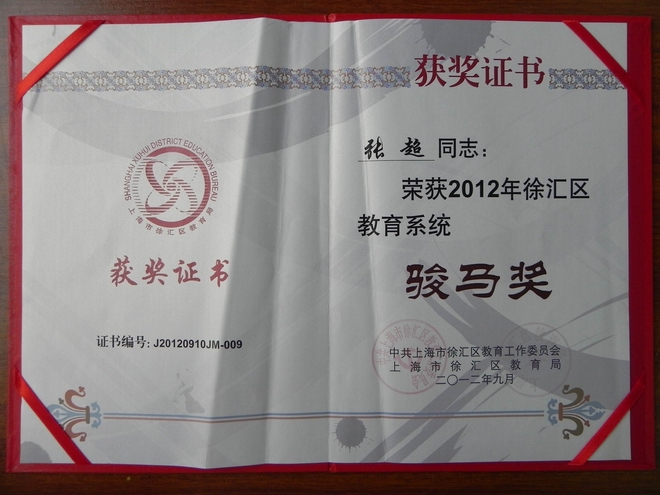 SHANGHAI XUHUI DISTRICT EDUCATION BUREAU
上海市徐汇区教育局
获奖证书
证书编号: J20120910JM-009
获奖证书
张超 同志：
荣获2012年徐汇区
教育系统
骏马奖
中共上海市徐汇区教育工作委员会
上海市徐汇区教育局
二〇一二年九月